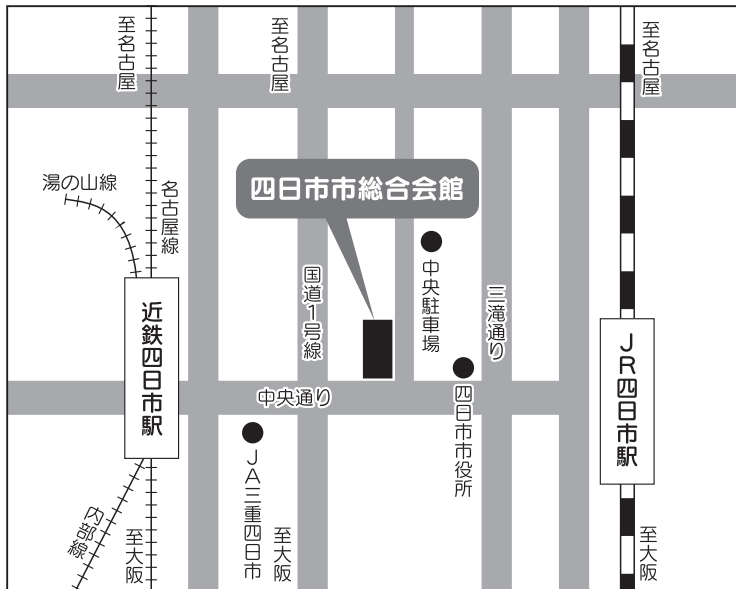 至名古屋
至名古屋
至名古屋
湯の山線
名古屋線
四日市市総合会館
中央駐車場
国道1号線
三滝通り
近鉄四日市駅
JR四日市駅
中央通り
四日市市役所
JA三重四日市
内部線
至大阪
至大阪
至大阪